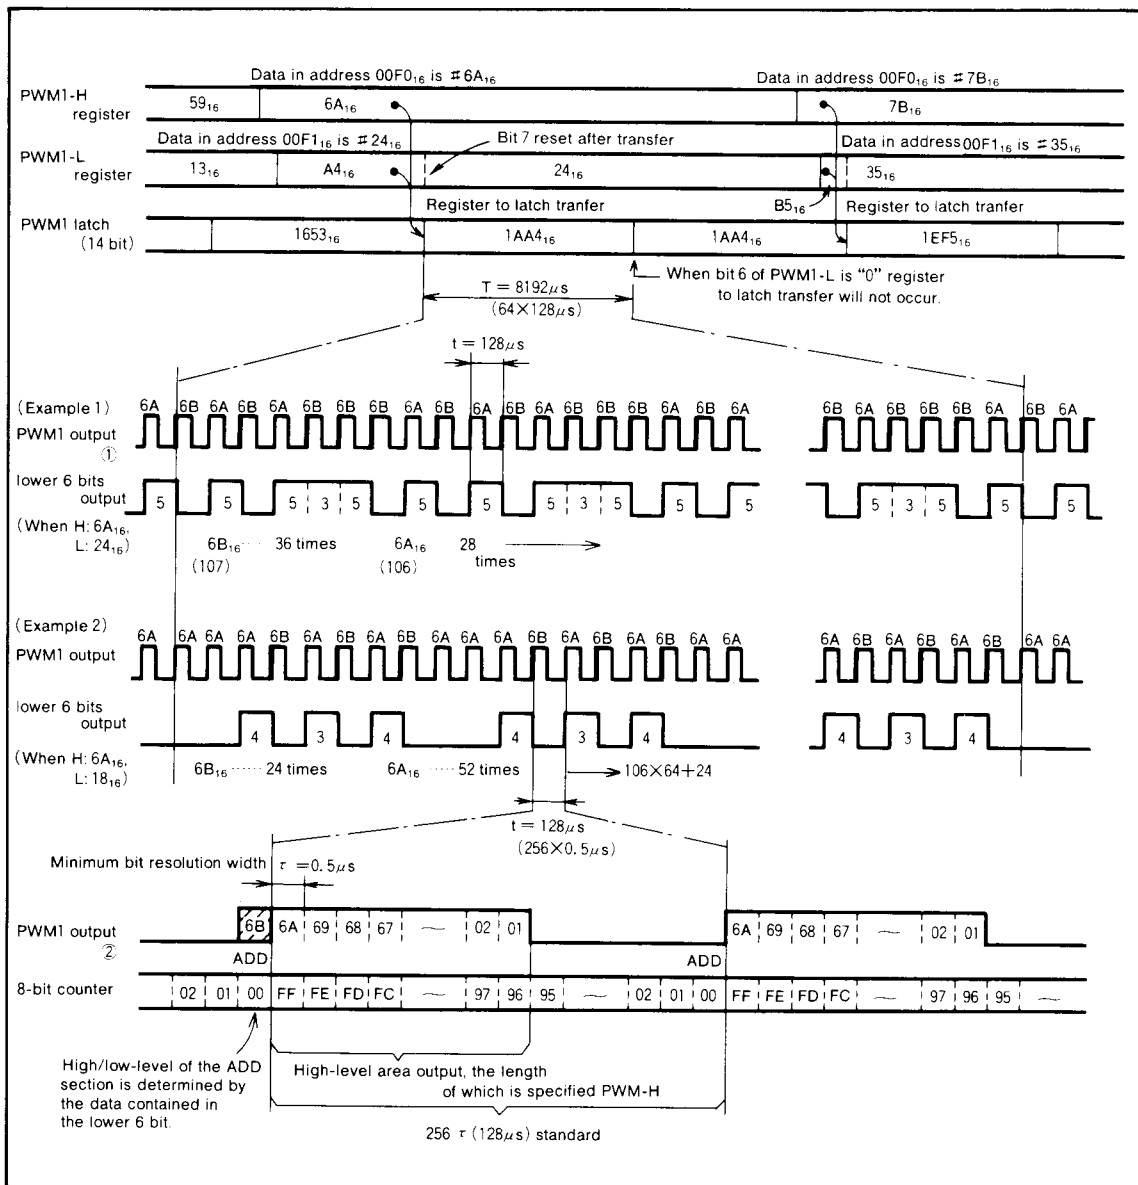 Data in address 00F0₁₆ is #6A₁₆ Data in address 00F0₁₆ is #7B₁₆
PWM1-H register 59₁₆ 6A₁₆ 7B₁₆
Data in address 00F1₁₆ is #24₁₆ Bit 7 reset after transfer Data in address 00F1₁₆ is #35₁₆
PWM1-L register 13₁₆ A4₁₆ 24₁₆ 35₁₆
Register to latch tranfer B5₁₆ Register to latch tranfer
PWM1 latch (14 bit) 1653₁₆ 1AA4₁₆ 1AA4₁₆ 1EF5₁₆
When bit 6 of PWM1-L is “0” register
to latch transfer will not occur.
T = 8192μs
(64×128μs)
t = 128μs
(Example 1)
6A 6B 6A 6B 6A 6B 6B 6B 6A 6B 6A 6B 6A 6B 6B 6B 6A 6B 6A 6B 6A 6B 6B 6B 6A 6B 6A
PWM1 output
①
lower 6 bits
output
5 5 5 3 5 5 5 5 3 5 5 5 5 3 5 5 5
(When H: 6A₁₆,
L: 24₁₆)
6B₁₆ ····· 36 times 6A₁₆ 28 times
(107) (106)
(Example 2)
6A 6A 6A 6A 6B 6A 6B 6A 6B 6A 6A 6A 6B 6A 6B 6A 6B 6A 6A 6A 6B 6A 6B 6A 6B 6A 6A
PWM1 output
lower 6 bits
output
4 3 4 4 3 4 4 3 4
(When H: 6A₁₆,
L: 18₁₆)
6B₁₆ ······ 24 times 6A₁₆ ····· 52 times 106×64+24
t = 128μs
(256×0.5μs)
Minimum bit resolution width τ =0.5μs
PWM1 output
②
6B 6A 69 68 67 ~ 02 01 6A 69 68 67 ~ 02 01
ADD ADD
8-bit counter 02 01 00 FF FE FD FC ~ 97 96 95 ~ 02 01 00 FF FE FD FC ~ 97 96 95 ~
High/low-level of the ADD
section is determined by
the data contained in
the lower 6 bit.
High-level area output, the length
of which is specified PWM-H
256 τ (128μs) standard